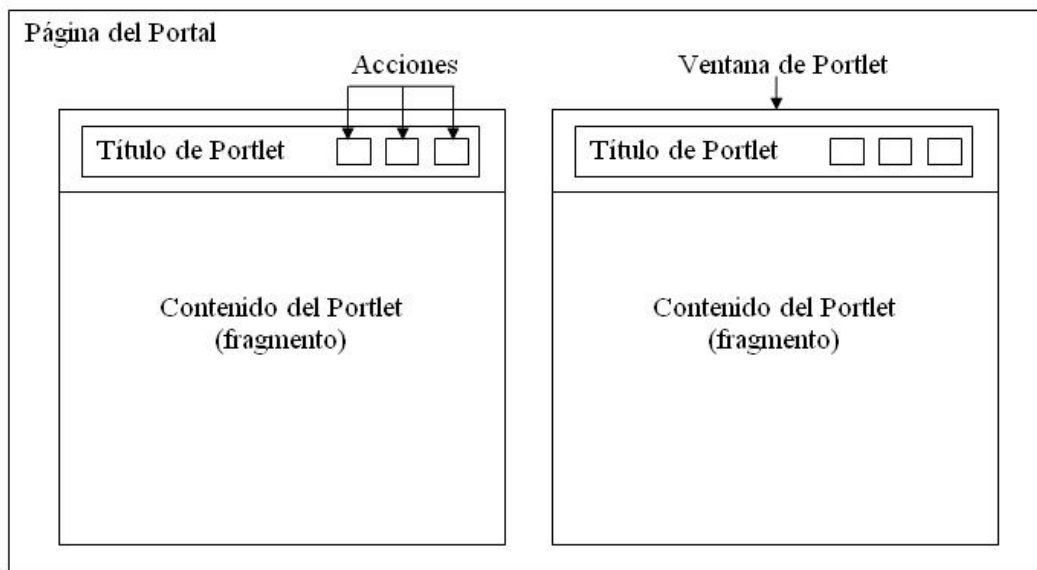 Página del Portal
Acciones
Ventana de Portlet
Título de Portlet
Título de Portlet
Contenido del Portlet
(fragmento)
Contenido del Portlet
(fragmento)